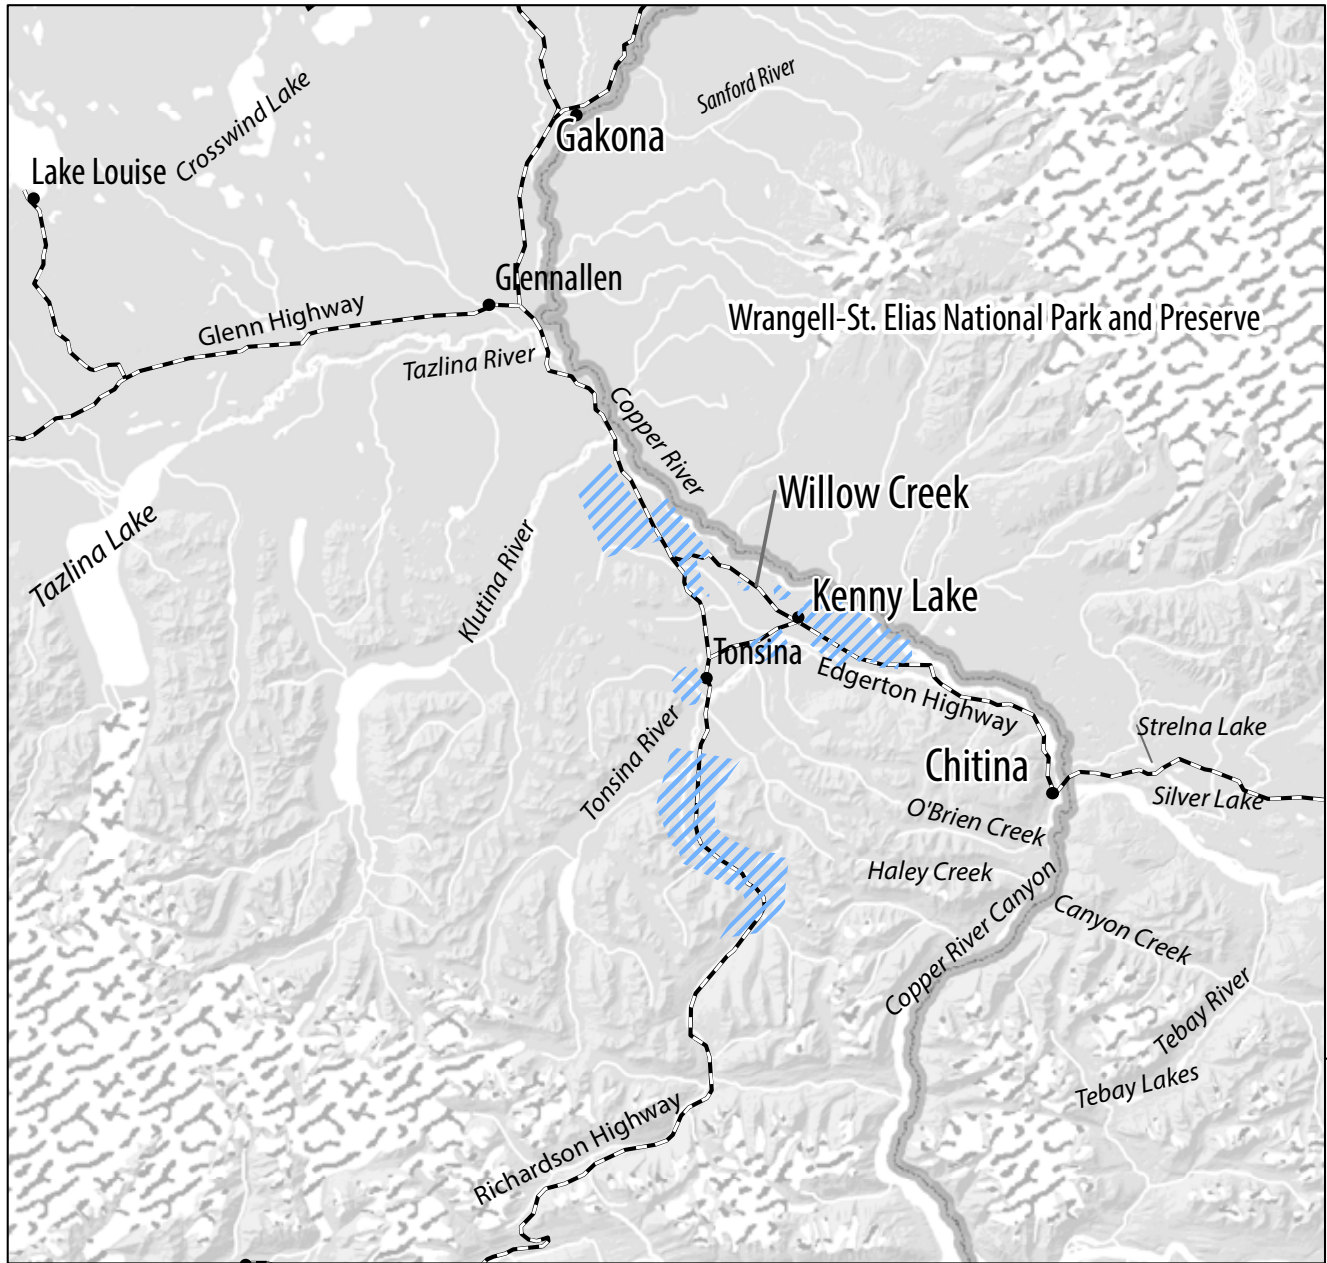 Sanford River
Crosswind Lake
Gakona
Lake Louise
Glennallen
Glenn Highway
Wrangell-St. Elias National Park and Preserve
Tazlina River
Copper River
Willow Creek
Tazlina Lake
Klutina River
Kenny Lake
Tonsina
Edgerton Highway
Tonsina River
Strelna Lake
Chitina
Silver Lake
O'Brien Creek
Haley Creek
Copper River Canyon
Canyon Creek
Tebay River
Tebay Lakes
Richardson Highway